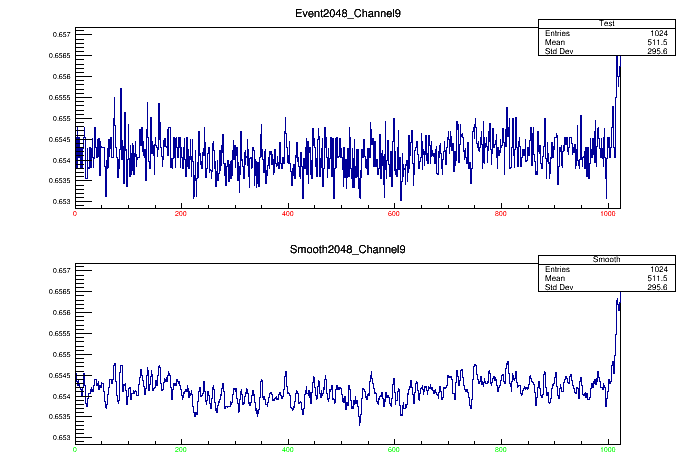 Event2048_Channel9
Test
Entries 1024
Mean 511.5
Std Dev 295.6
0.657
0.6565
0.656
0.6555
0.655
0.6545
0.654
0.6535
0.653
0 200 400 600 800 1000
Smooth2048_Channel9
Smooth
Entries 1024
Mean 511.5
Std Dev 295.6
0.657
0.6565
0.656
0.6555
0.655
0.6545
0.654
0.6535
0.653
0 200 400 600 800 1000